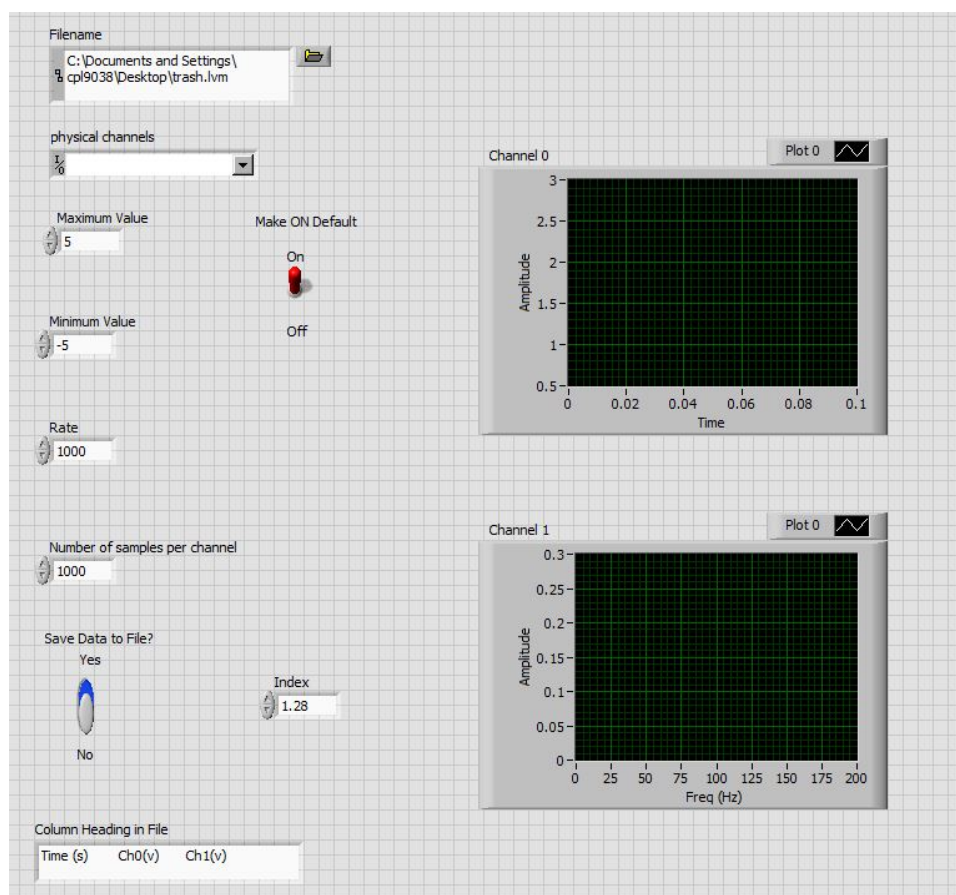 Filename
C:\Documents and Settings\
cpl9038\Desktop\trash.lvm
physical channels
I/0
Maximum Value
5
Make ON Default
On
Off
Minimum Value
-5
Rate
1000
Number of samples per channel
1000
Save Data to File?
Yes
No
Index
1.28
Column Heading in File
Time (s) Ch0(v) Ch1(v)
Channel 0
Plot 0
3
2.5
2
1.5
1
0.5
Amplitude
0 0.02 0.04 0.06 0.08 0.1
Time
Channel 1
Plot 0
0.3
0.25
0.2
0.15
0.1
0.05
0
Amplitude
0 25 50 75 100 125 150 175 200
Freq (Hz)